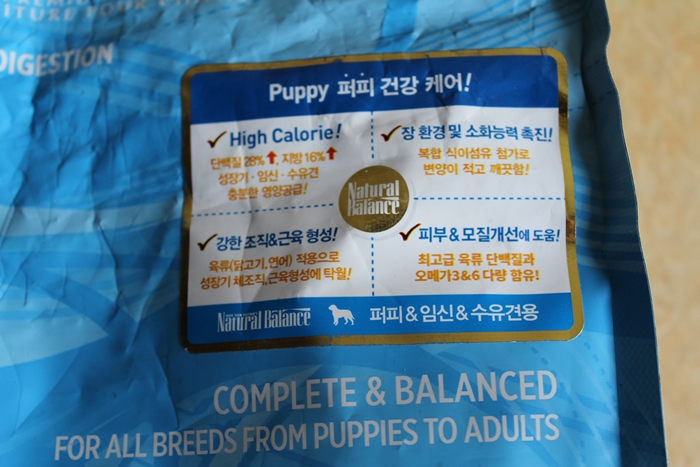 DIGESTION
Puppy 퍼피 건강 케어!
✓High Calorie!
단백질 28%⬆, 지방 16%⬆
성장기 · 임신 · 수유견
충분한 영양공급!
✓장 환경 및 소화능력 촉진!
복합 식이섬유 첨가로
변양이 적고 깨끗함!
Natural
Balance
✓강한 조직&근육 형성!
육류(닭고기, 연어) 적용으로
성장기 체조직, 근육형성에 탁월!
✓피부&모질개선에 도움!
최고급 육류 단백질과
오메가3&6 다량 함유!
Natural Balance 퍼피&임신&수유견용
COMPLETE & BALANCED
FOR ALL BREEDS FROM PUPPIES TO ADULTS